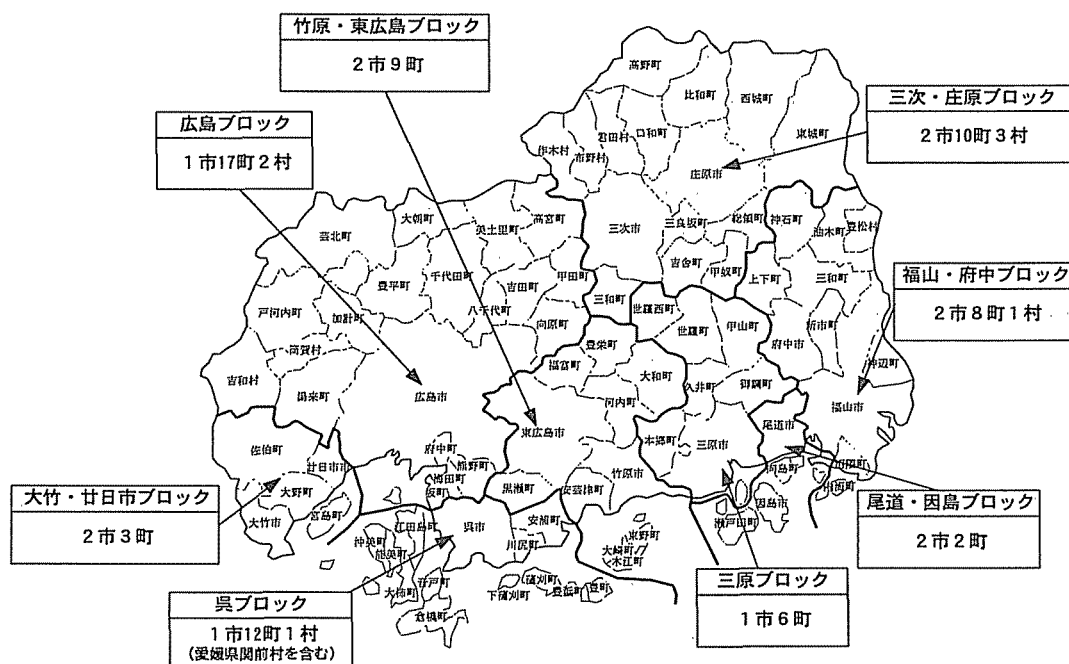 竹原・東広島ブロック
2市9町
広島ブロック
1市17町2村
三次・庄原ブロック
2市10町3村
福山・府中ブロック
2市8町1村
大竹・廿日市ブロック
2市3町
尾道・因島ブロック
2市2町
呉ブロック
1市12町1村
(愛媛県関前村を含む)
三原ブロック
1市6町
高野町
比和町
西城町
東城町
君田村
口和町
作木村
布野村
庄原市
三次市
三良坂町
総領町
吉舎町
甲奴町
三和町
神石町
油木町
豊松村
上下町
三和町
府中市
新市町
神辺町
福山市
芸北町
大朝町
美土里町
高宮町
千代田町
豊平町
吉田町
甲田町
八千代町
向原町
戸河内町
加計町
筒賀村
吉和村
湯来町
広島市
府中町
海田町
熊野町
坂町
世羅西町
世羅町
甲山町
豊栄町
福富町
大和町
河内町
久井町
御調町
東広島市
本郷町
三原市
尾道市
竹原市
黒瀬町
安芸津町
向島町
因島市
瀬戸田町
佐伯町
廿日市市
大野町
宮島町
大竹市
江田島町
沖美町
能美町
大柿町
呉市
音戸町
倉橋町
川尻町
安浦町
下蒲刈町
蒲刈町
豊浜町
豊町
東野町
大崎町
木江町